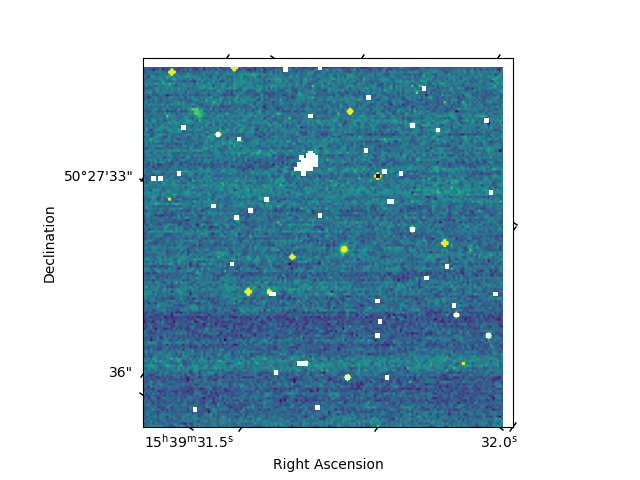 Declination
50°27'33"
36"
15ʰ39ᵐ31.5ˢ
32.0ˢ
Right Ascension